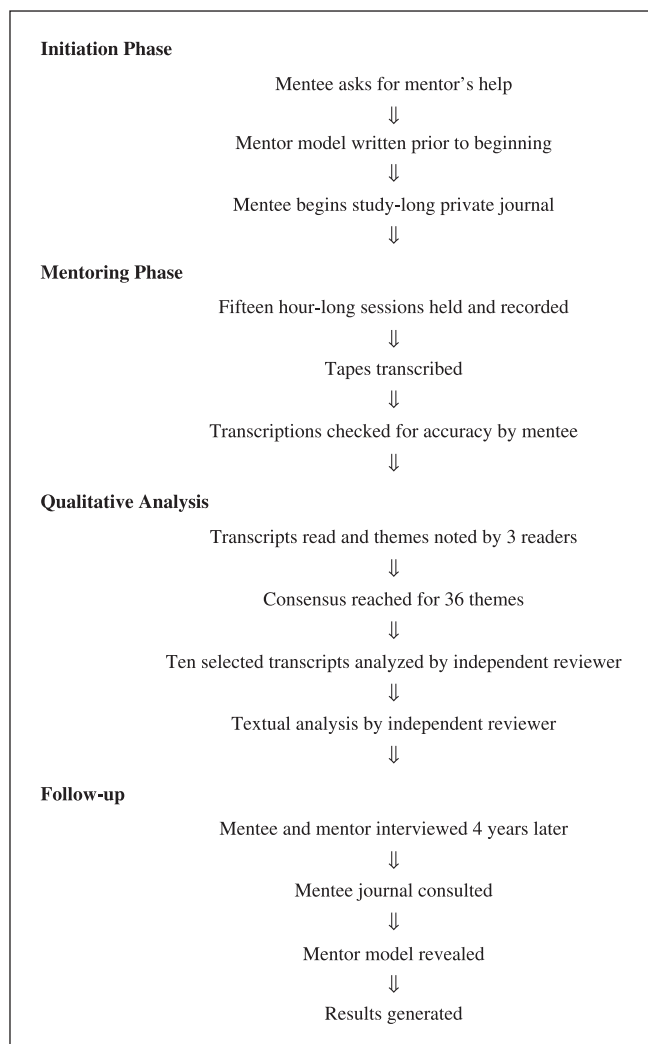 Initiation Phase
Mentee asks for mentor’s help
⇓
Mentor model written prior to beginning
⇓
Mentee begins study-long private journal
⇓
Mentoring Phase
Fifteen hour-long sessions held and recorded
⇓
Tapes transcribed
⇓
Transcriptions checked for accuracy by mentee
⇓
Qualitative Analysis
Transcripts read and themes noted by 3 readers
⇓
Consensus reached for 36 themes
⇓
Ten selected transcripts analyzed by independent reviewer
⇓
Textual analysis by independent reviewer
⇓
Follow-up
Mentee and mentor interviewed 4 years later
⇓
Mentee journal consulted
⇓
Mentor model revealed
⇓
Results generated